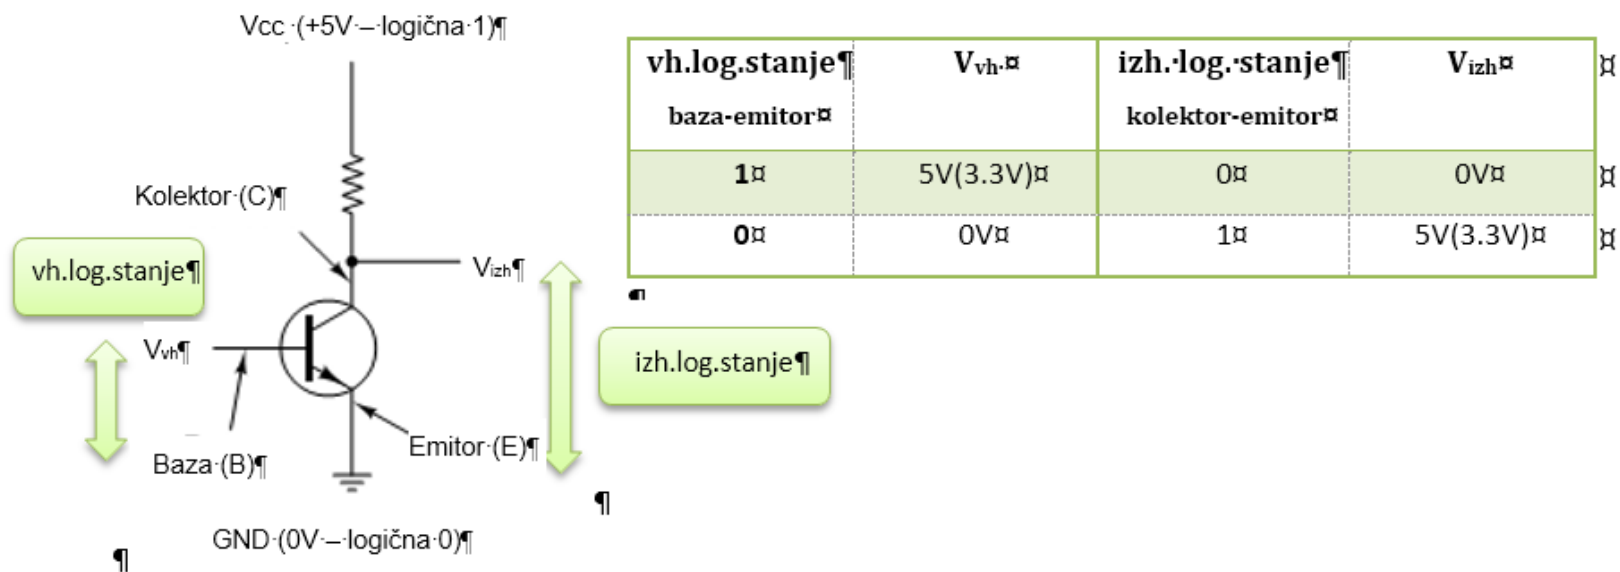 Vcc·(+5V·–·logična·1)¶
Kolektor·(C)¶
vh.log.stanje¶
Vizh¶
Vvh¶
izh.log.stanje¶
Baza·(B)¶
Emitor·(E)¶
¶
GND·(0V·–·logična·0)¶
¶
vh.log.stanje¶ Vvh·¤ izh.·log.·stanje¶ Vizh¤ ¤
baza-emitor¤ kolektor-emitor¤
1¤ 5V(3.3V)¤ 0¤ 0V¤ ¤
0¤ 0V¤ 1¤ 5V(3.3V)¤ ¤
¶